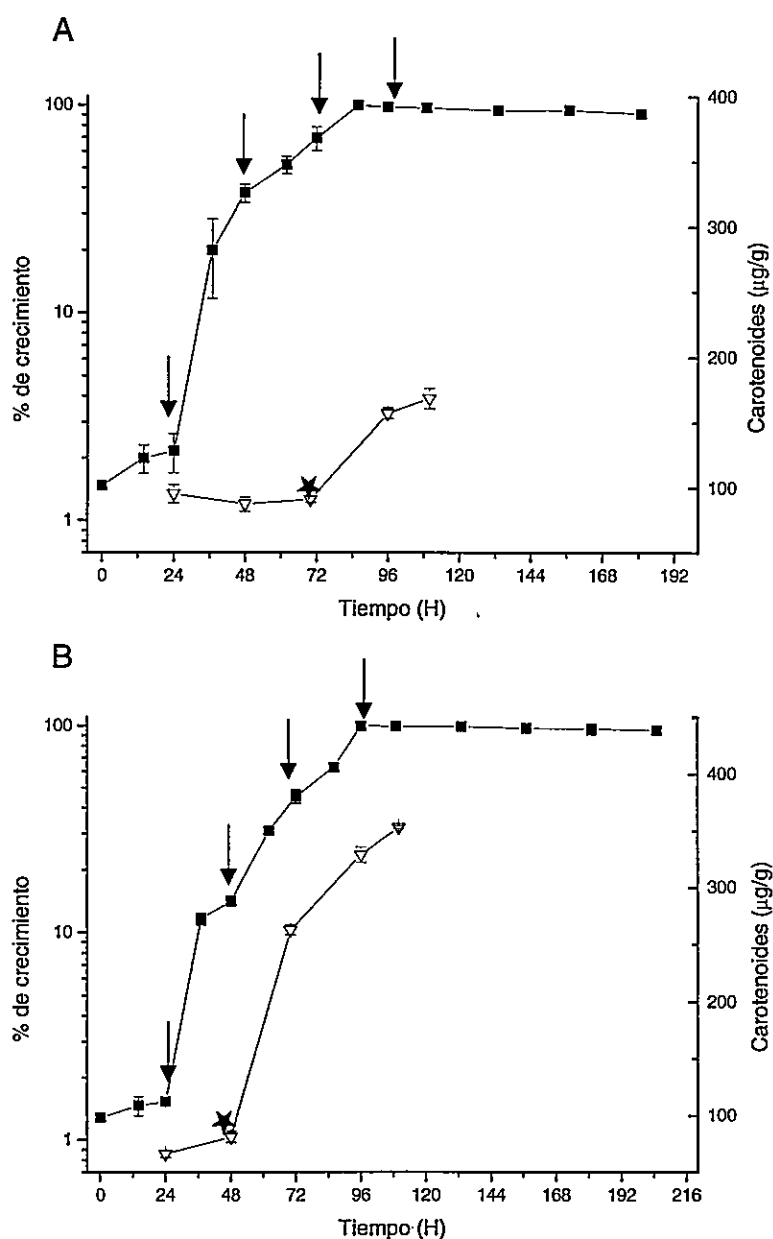 A
100
10
1
% de crecimiento
400
300
200
100
Carotenoides (µg/g)
0 24 48 72 96 120 144 168 192
Tiempo (H)
B
100
10
1
% de crecimiento
400
300
200
100
Carotenoides (µg/g)
0 24 48 72 96 120 144 168 192 216
Tiempo (H)